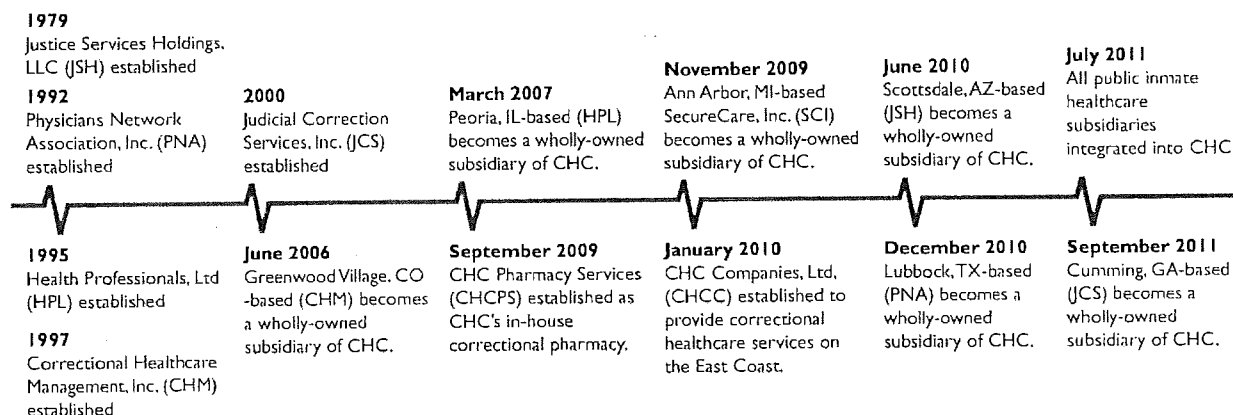 1979
Justice Services Holdings,
LLC (JSH) established
1992
Physicians Network
Association, Inc. (PNA)
established
2000
Judicial Correction
Services, Inc. (JCS)
established
March 2007
Peoria, IL-based (HPL)
becomes a wholly-owned
subsidiary of CHC.
November 2009
Ann Arbor, MI-based
SecureCare, Inc. (SCI)
becomes a wholly-owned
subsidiary of CHC.
June 2010
Scottsdale, AZ-based
(JSH) becomes a
wholly-owned
subsidiary of CHC.
July 2011
All public inmate
healthcare
subsidiaries
integrated into CHC
1995
Health Professionals, Ltd
(HPL) established
1997
Correctional Healthcare
Management, Inc. (CHM)
established
June 2006
Greenwood Village, CO
-based (CHM) becomes
a wholly-owned
subsidiary of CHC.
September 2009
CHC Pharmacy Services
(CHCPS) established as
CHC's in-house
correctional pharmacy.
January 2010
CHC Companies, Ltd.
(CHCC) established to
provide correctional
healthcare services on
the East Coast.
December 2010
Lubbock, TX-based
(PNA) becomes a
wholly-owned
subsidiary of CHC.
September 2011
Cumming, GA-based
(JCS) becomes a
wholly-owned
subsidiary of CHC.